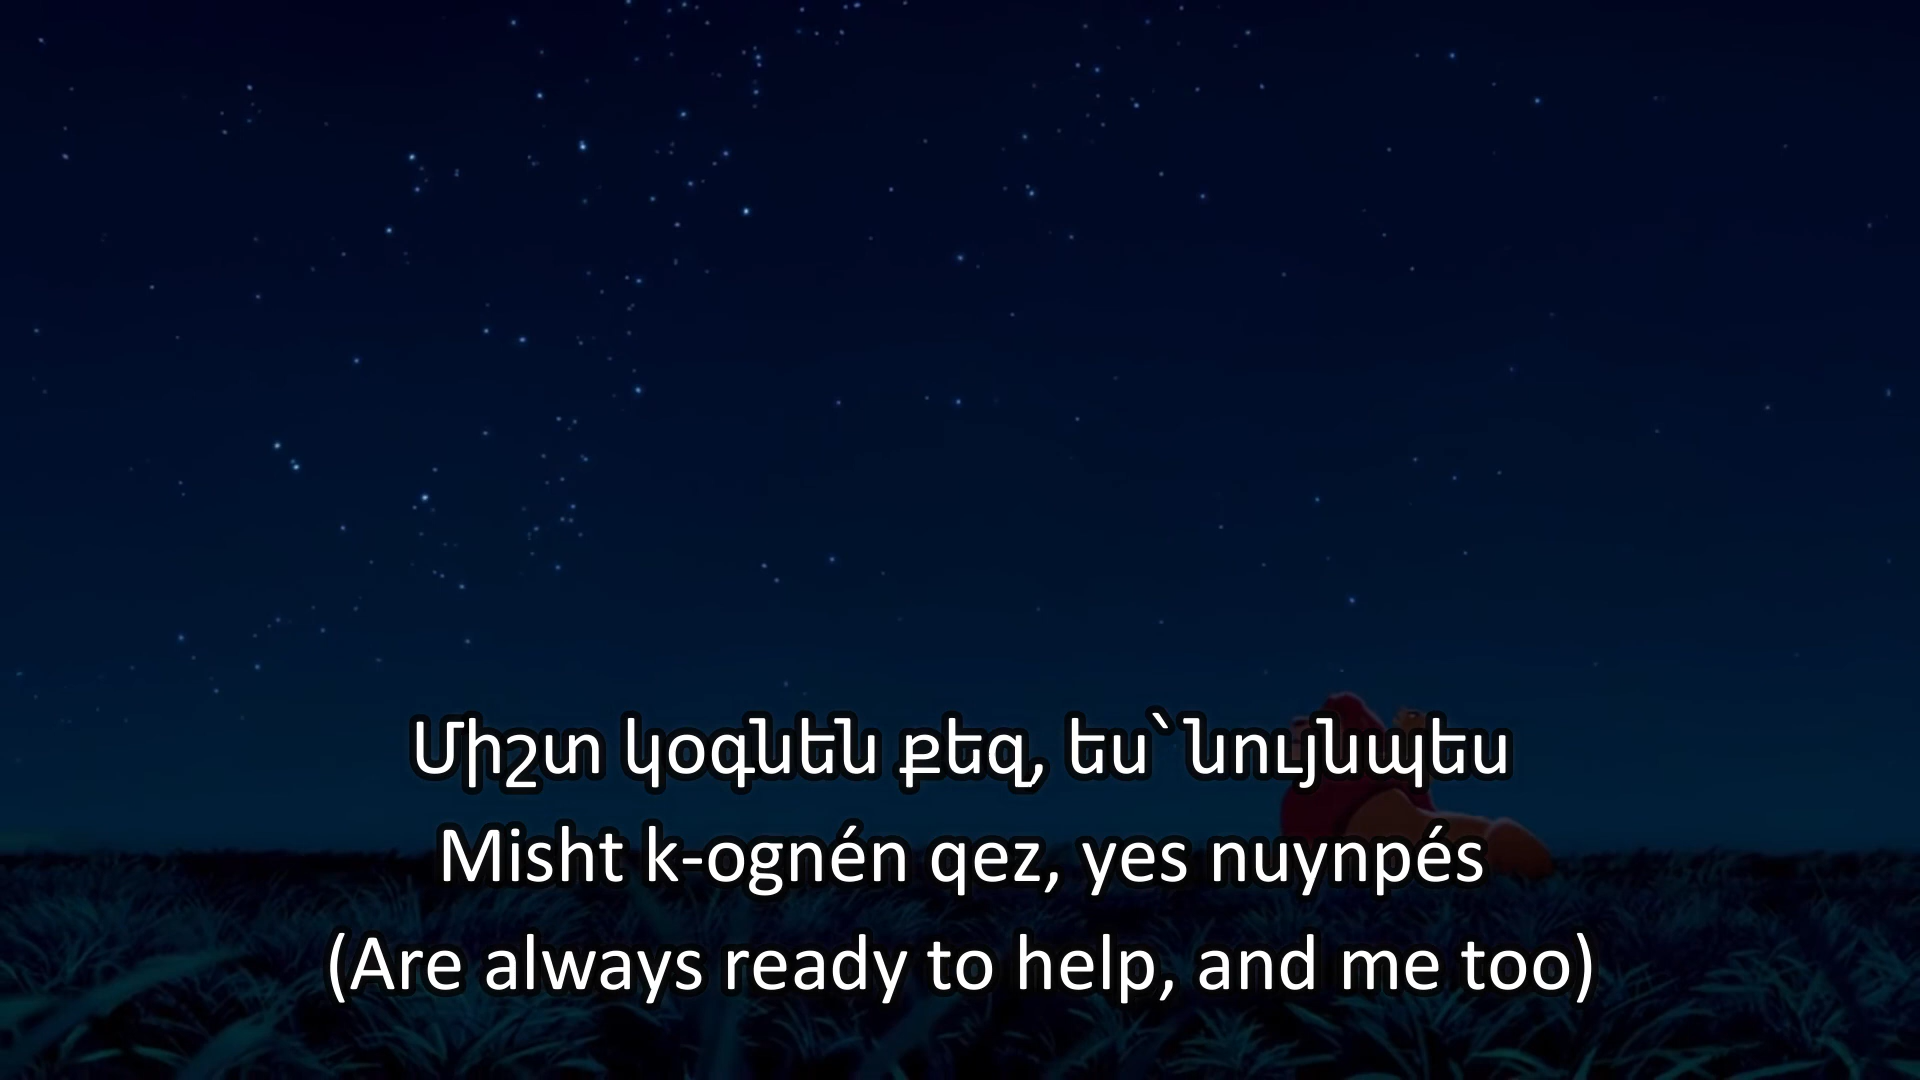 Միշտ կօգնեն քեզ, ես՝ նույնպես
Misht k-ognén qez, yes nuynpés
(Are always ready to help, and me too)